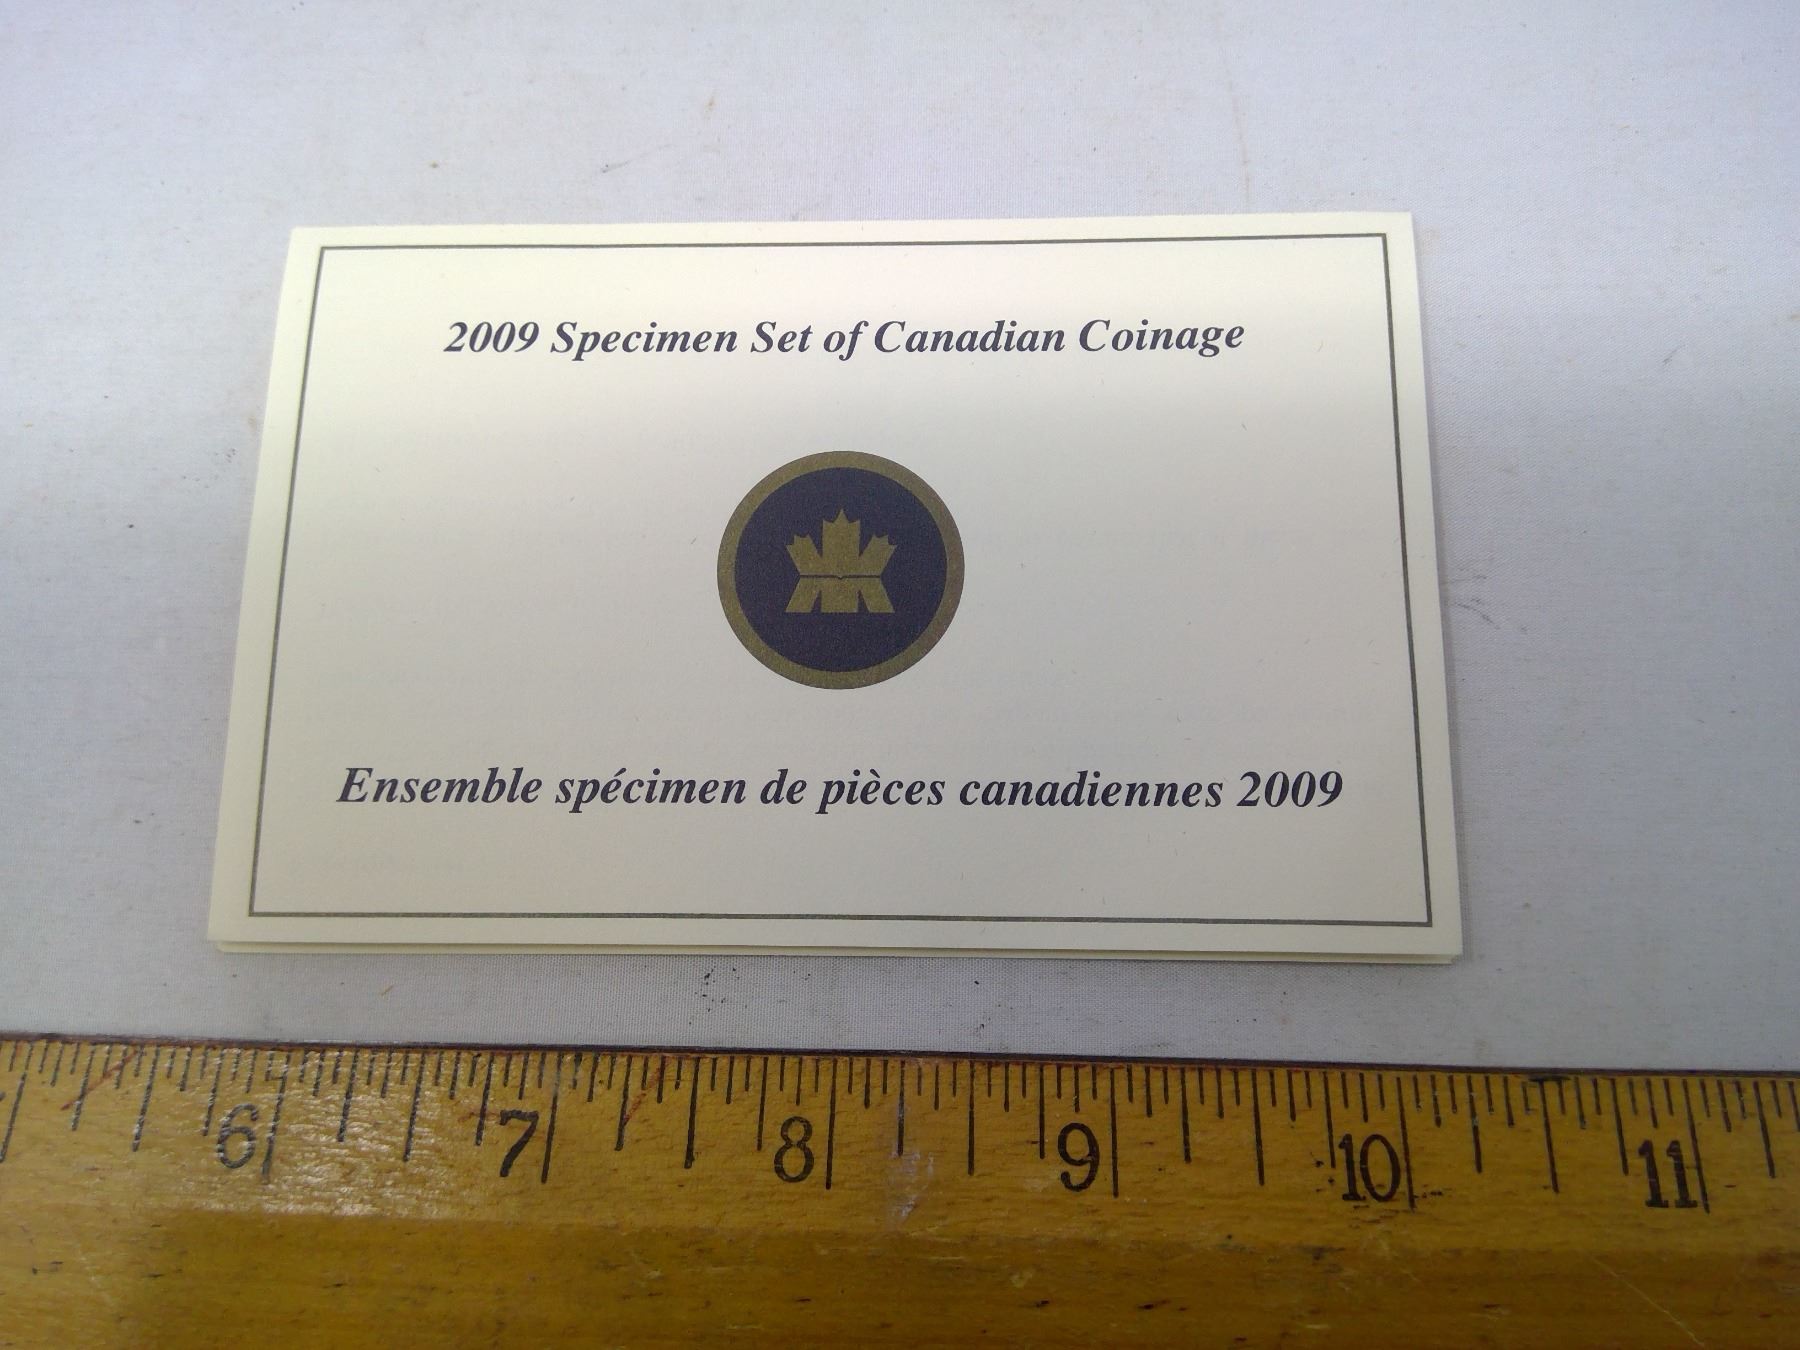 2009 Specimen Set of Canadian Coinage
Ensemble spécimen de pièces canadiennes 2009
6 7 8 9 10 11